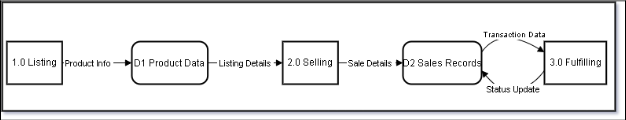 Transaction Data
1.0 Listing
Product Info
D1 Product Data
Listing Details
2.0 Selling
Sale Details
D2 Sales Records
3.0 Fulfilling
Status Update